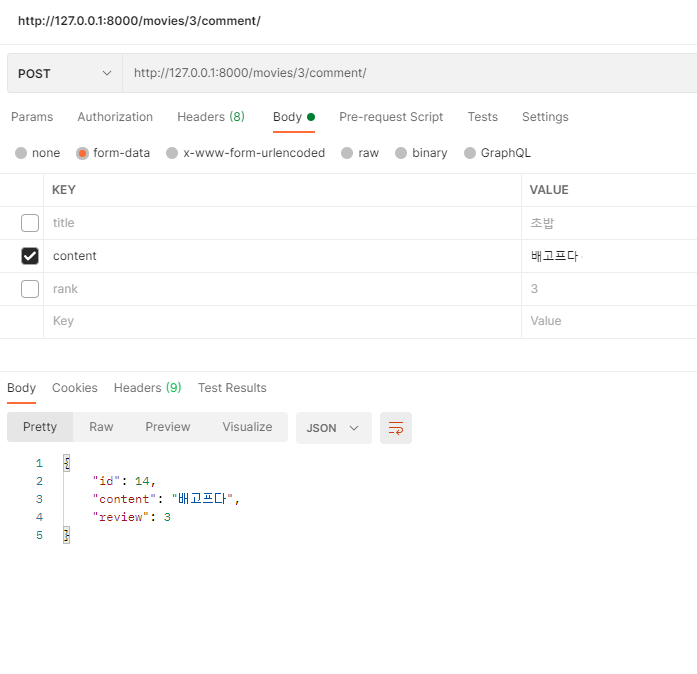 http://127.0.0.1:8000/movies/3/comment/
POST http://127.0.0.1:8000/movies/3/comment/
Params Authorization Headers (8) Body Pre-request Script Tests Settings
none form-data x-www-form-urlencoded raw binary GraphQL
KEY VALUE
title 초밥
content 배고프다
rank 3
Key Value
Body Cookies Headers (9) Test Results
Pretty Raw Preview Visualize JSON
1 {
2 "id": 14,
3 "content": "배고프다",
4 "review": 3
5 }